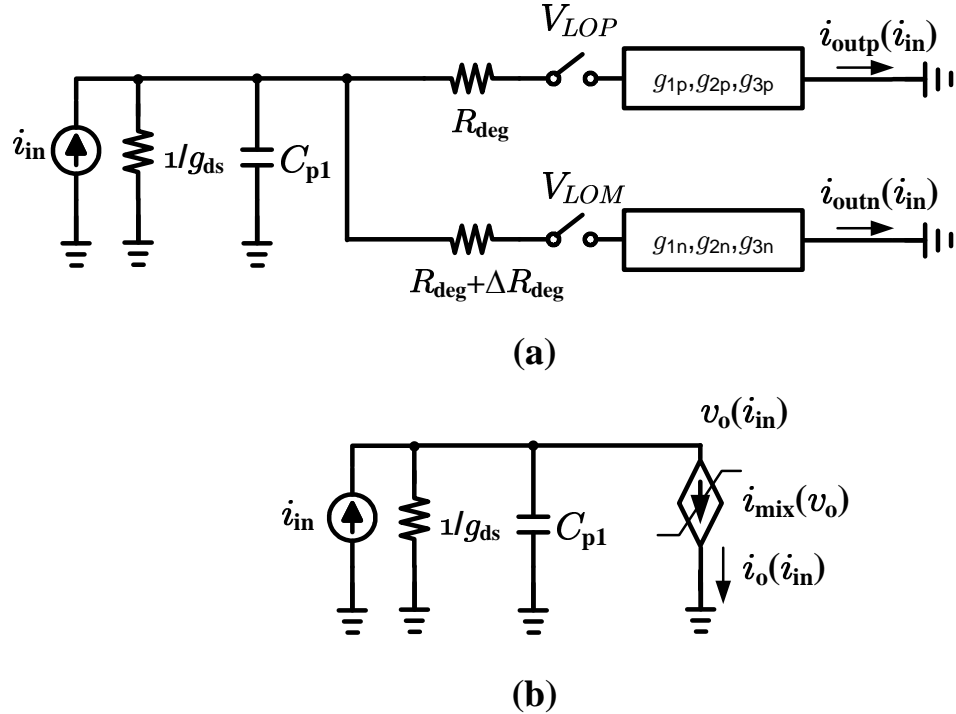 V_LOP
i_outp(i_in)
g_1p,g_2p,g_3p
R_deg
i_in
1/g_ds
C_p1
V_LOM
i_outn(i_in)
g_1n,g_2n,g_3n
R_deg+ΔR_deg
(a)
v_o(i_in)
i_in
1/g_ds
C_p1
i_mix(v_o)
i_o(i_in)
(b)